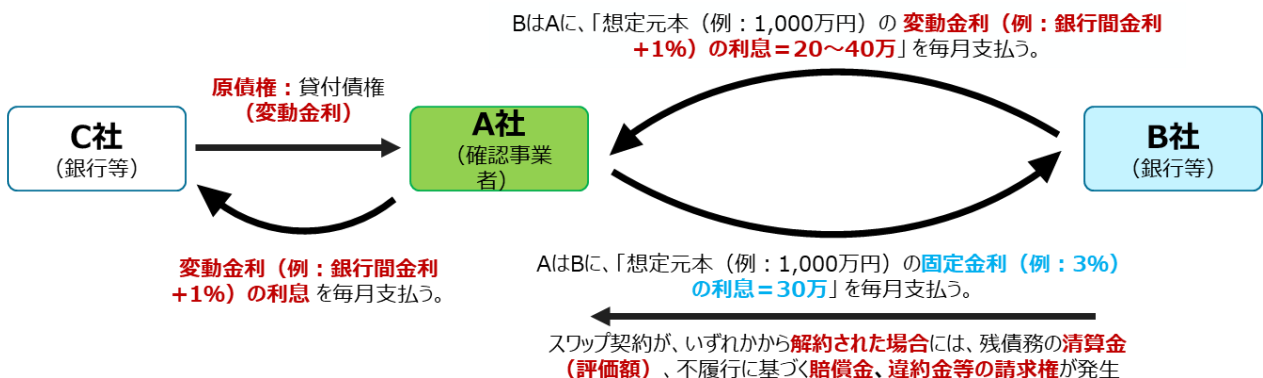 BはAに、「想定元本（例：1,000万円）の 変動金利（例：銀行間金利
+1%）の利息＝20～40万」を毎月支払う。
原債権：貸付債権
（変動金利）
C社
（銀行等）
A社
（確認事業
者）
B社
（銀行等）
変動金利（例：銀行間金利
+1%）の利息 を毎月支払う。
AはBに、「想定元本（例：1,000万円）の固定金利（例：3%）
の利息＝30万」を毎月支払う。
スワップ契約が、いずれかから解約された場合には、残債務の清算金
（評価額）、不履行に基づく賠償金、違約金等の請求権が発生